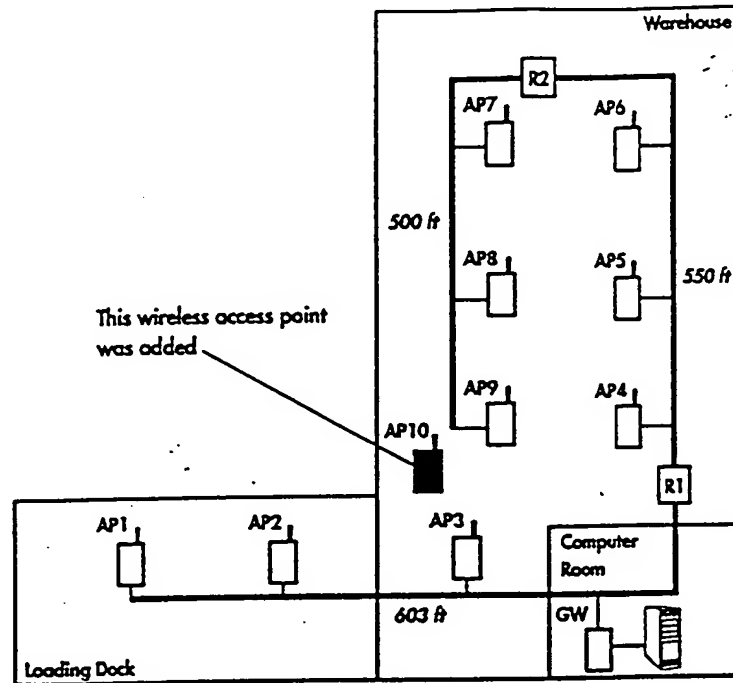 Warehouse
R2
AP7
AP6
500 ft
AP8
AP5
550 ft
This wireless access point
was added
AP9
AP4
AP10
R1
AP1
AP2
AP3
Computer
Room
603 ft
GW
Loading Dock